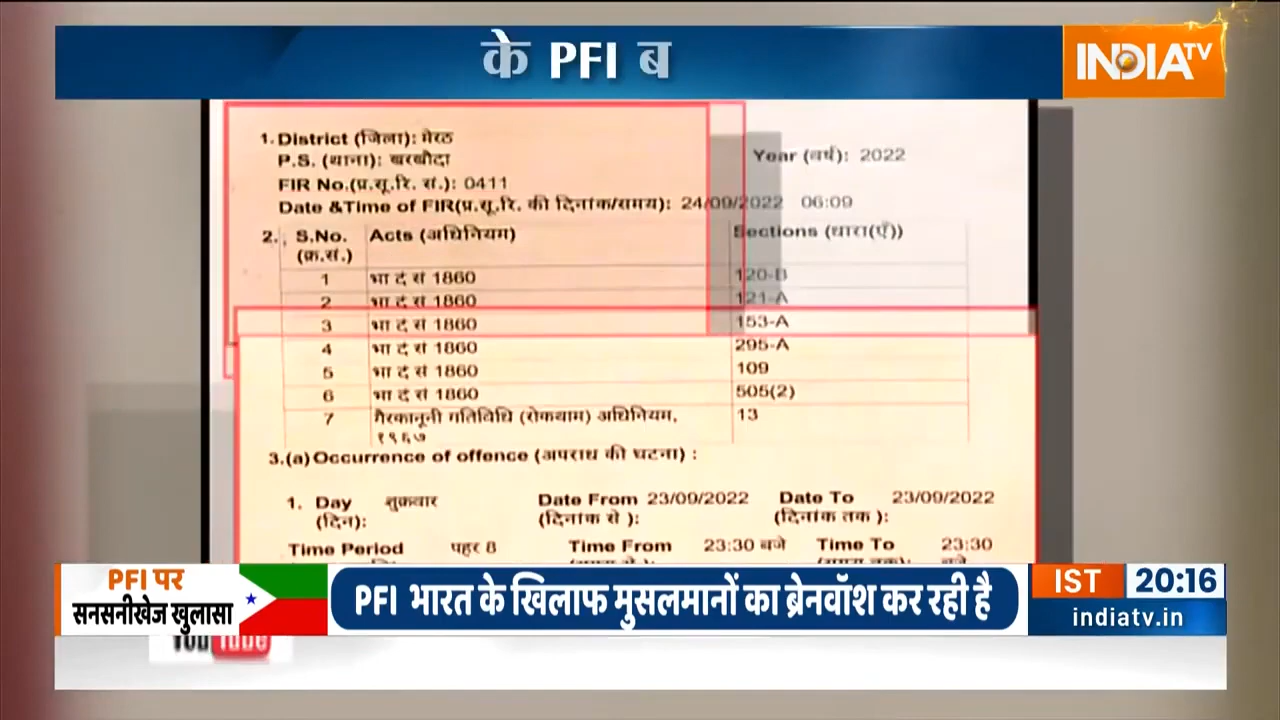 के PFI ब
INDIA TV
1. District (जिला): मेरठ
P.S. (थाना): खरखौदा
Year (वर्ष): 2022
FIR No.(प्र.सू.रि. सं.): 0411
Date &Time of FIR(प्र.सू.रि. की दिनांक/समय): 24/09/2022 06:09
2. S.No. Acts (अधिनियम) Sections (धारा(एँ))
(क्र.सं.)
1 भा दं सं 1860 120-B
2 भा दं सं 1860 121-A
3 भा दं सं 1860 153-A
4 भा दं सं 1860 295-A
5 भा दं सं 1860 109
6 भा दं सं 1860 505(2)
7 गैरकानूनी गतिविधि (रोकथाम) अधिनियम, 13
१९६७
3.(a) Occurrence of offence (अपराध की घटना) :
1. Day शुक्रवार Date From 23/09/2022 Date To 23/09/2022
(दिन): (दिनांक से ): (दिनांक तक ):
Time Period पहर 8 Time From 23:30 बजे Time To 23:30
PFI पर
सनसनीखेज खुलासा
PFI भारत के खिलाफ मुसलमानों का ब्रेनवॉश कर रही है
IST 20:16
indiatv.in
YouTube